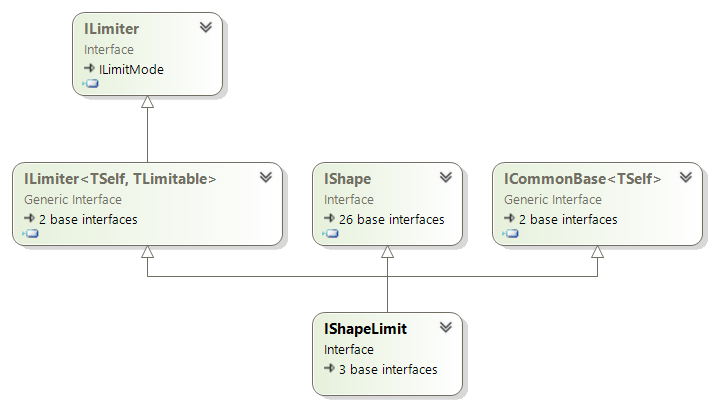 ILimiter
Interface
ILimitMode
ILimiter<TSelf, TLimitable>
Generic Interface
2 base interfaces
IShape
Interface
26 base interfaces
ICommonBase<TSelf>
Generic Interface
2 base interfaces
IShapeLimit
Interface
3 base interfaces